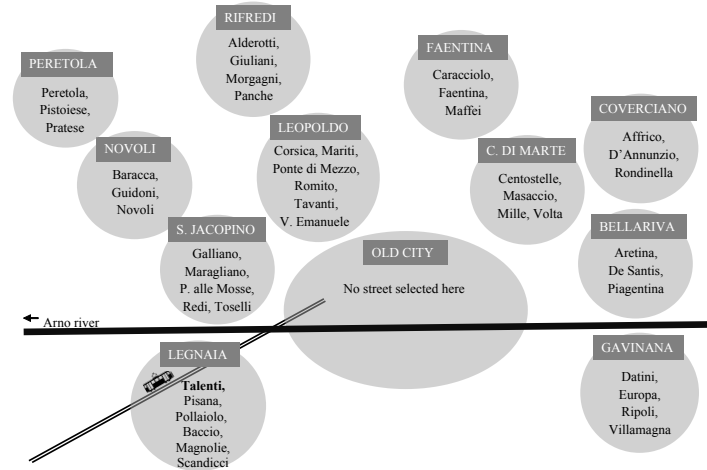 RIFREDI
Alderotti,
Giuliani,
Morgagni,
Panche
FAENTINA
Caracciolo,
Faentina,
Maffei
PERETOLA
Peretola,
Pistoiese,
Pratese
COVERCIANO
Affrico,
D'Annunzio,
Rondinella
LEOPOLDO
Corsica, Mariti,
Ponte di Mezzo,
Romito,
Tavanti,
V. Emanuele
NOVOLI
Baracca,
Guidoni,
Novoli
C. DI MARTE
Centostelle,
Masaccio,
Mille, Volta
S. JACOPINO
Galliano,
Maragliano,
P. alle Mosse,
Redi, Toselli
OLD CITY
No street selected here
BELLARIVA
Aretina,
De Santis,
Piagentina
Arno river
LEGNAIA
Talenti,
Pisana,
Pollaiolo,
Baccio,
Magnolie,
Scandicci
GAVINANA
Datini,
Europa,
Ripoli,
Villamagna